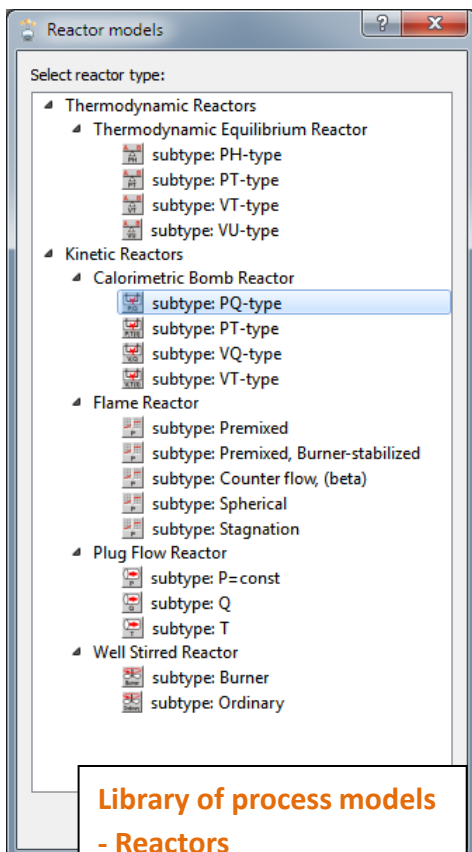 Reactor models
Select reactor type:
Thermodynamic Reactors
Thermodynamic Equilibrium Reactor
subtype: PH-type
subtype: PT-type
subtype: VT-type
subtype: VU-type
Kinetic Reactors
Calorimetric Bomb Reactor
subtype: PQ-type
subtype: PT-type
subtype: VQ-type
subtype: VT-type
Flame Reactor
subtype: Premixed
subtype: Premixed, Burner-stabilized
subtype: Counter flow, (beta)
subtype: Spherical
subtype: Stagnation
Plug Flow Reactor
subtype: P=const
subtype: Q
subtype: T
Well Stirred Reactor
subtype: Burner
subtype: Ordinary
Library of process models
- Reactors